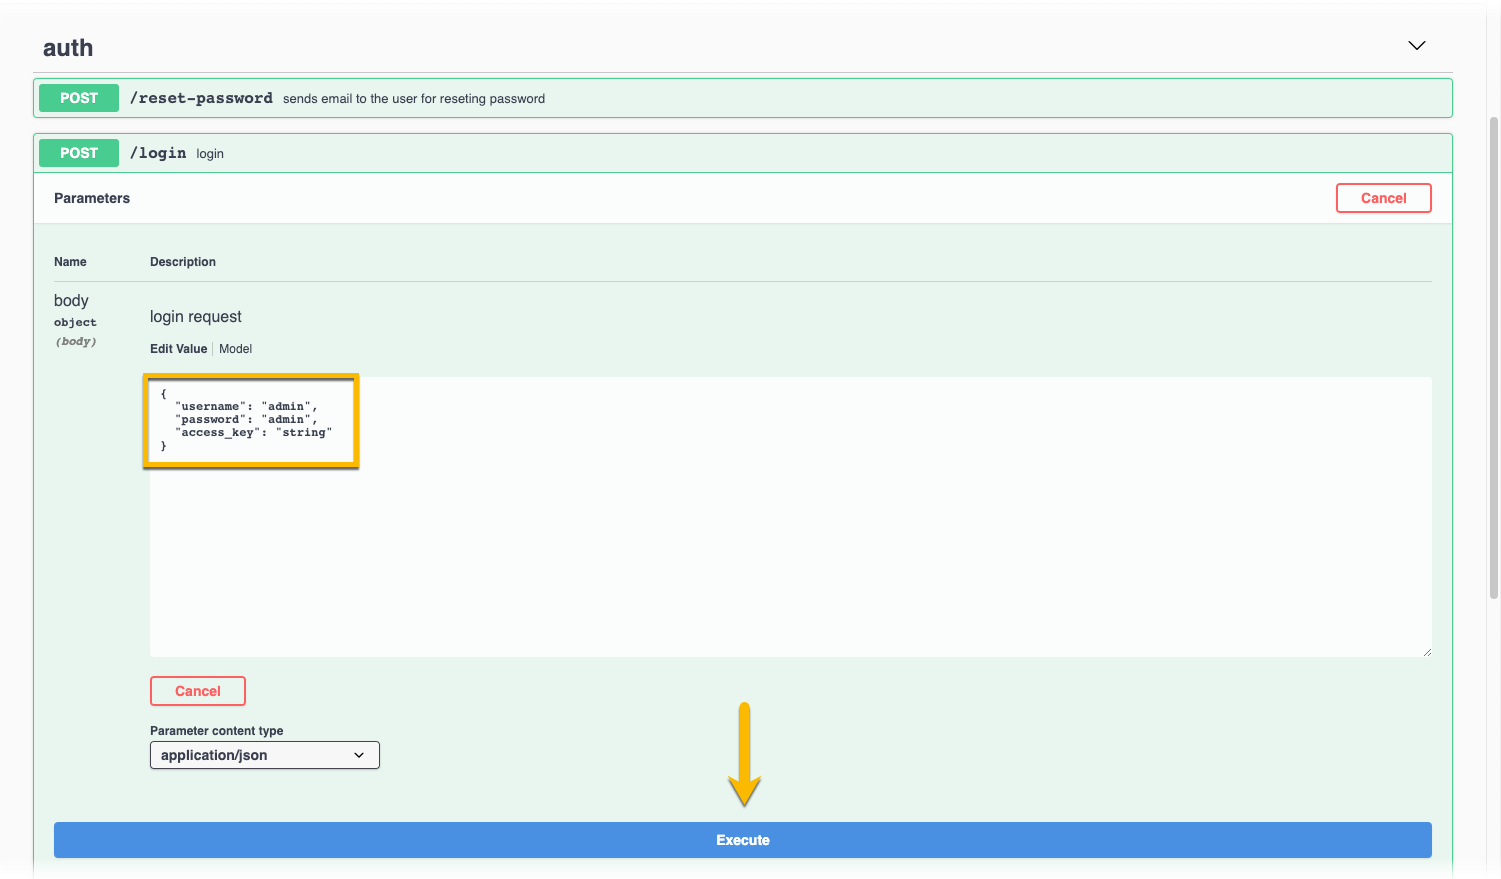 auth
POST /reset-password sends email to the user for reseting password
POST /login login
Parameters Cancel
Name Description
body
object
(body)
login request
Edit Value Model
{
"username": "admin",
"password": "admin",
"access_key": "string"
}
Cancel
Parameter content type
application/json
Execute